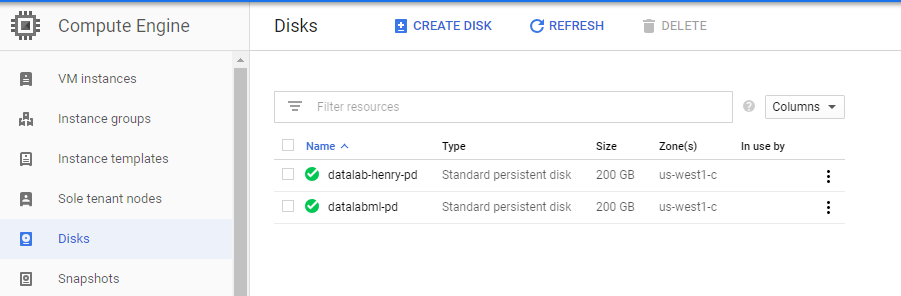 Compute Engine
Disks
CREATE DISK
REFRESH
DELETE
VM instances
Instance groups
Instance templates
Sole tenant nodes
Disks
Snapshots
Filter resources
?
Columns
Name Type Size Zone(s) In use by
datalab-henry-pd Standard persistent disk 200 GB us-west1-c
datalabml-pd Standard persistent disk 200 GB us-west1-c